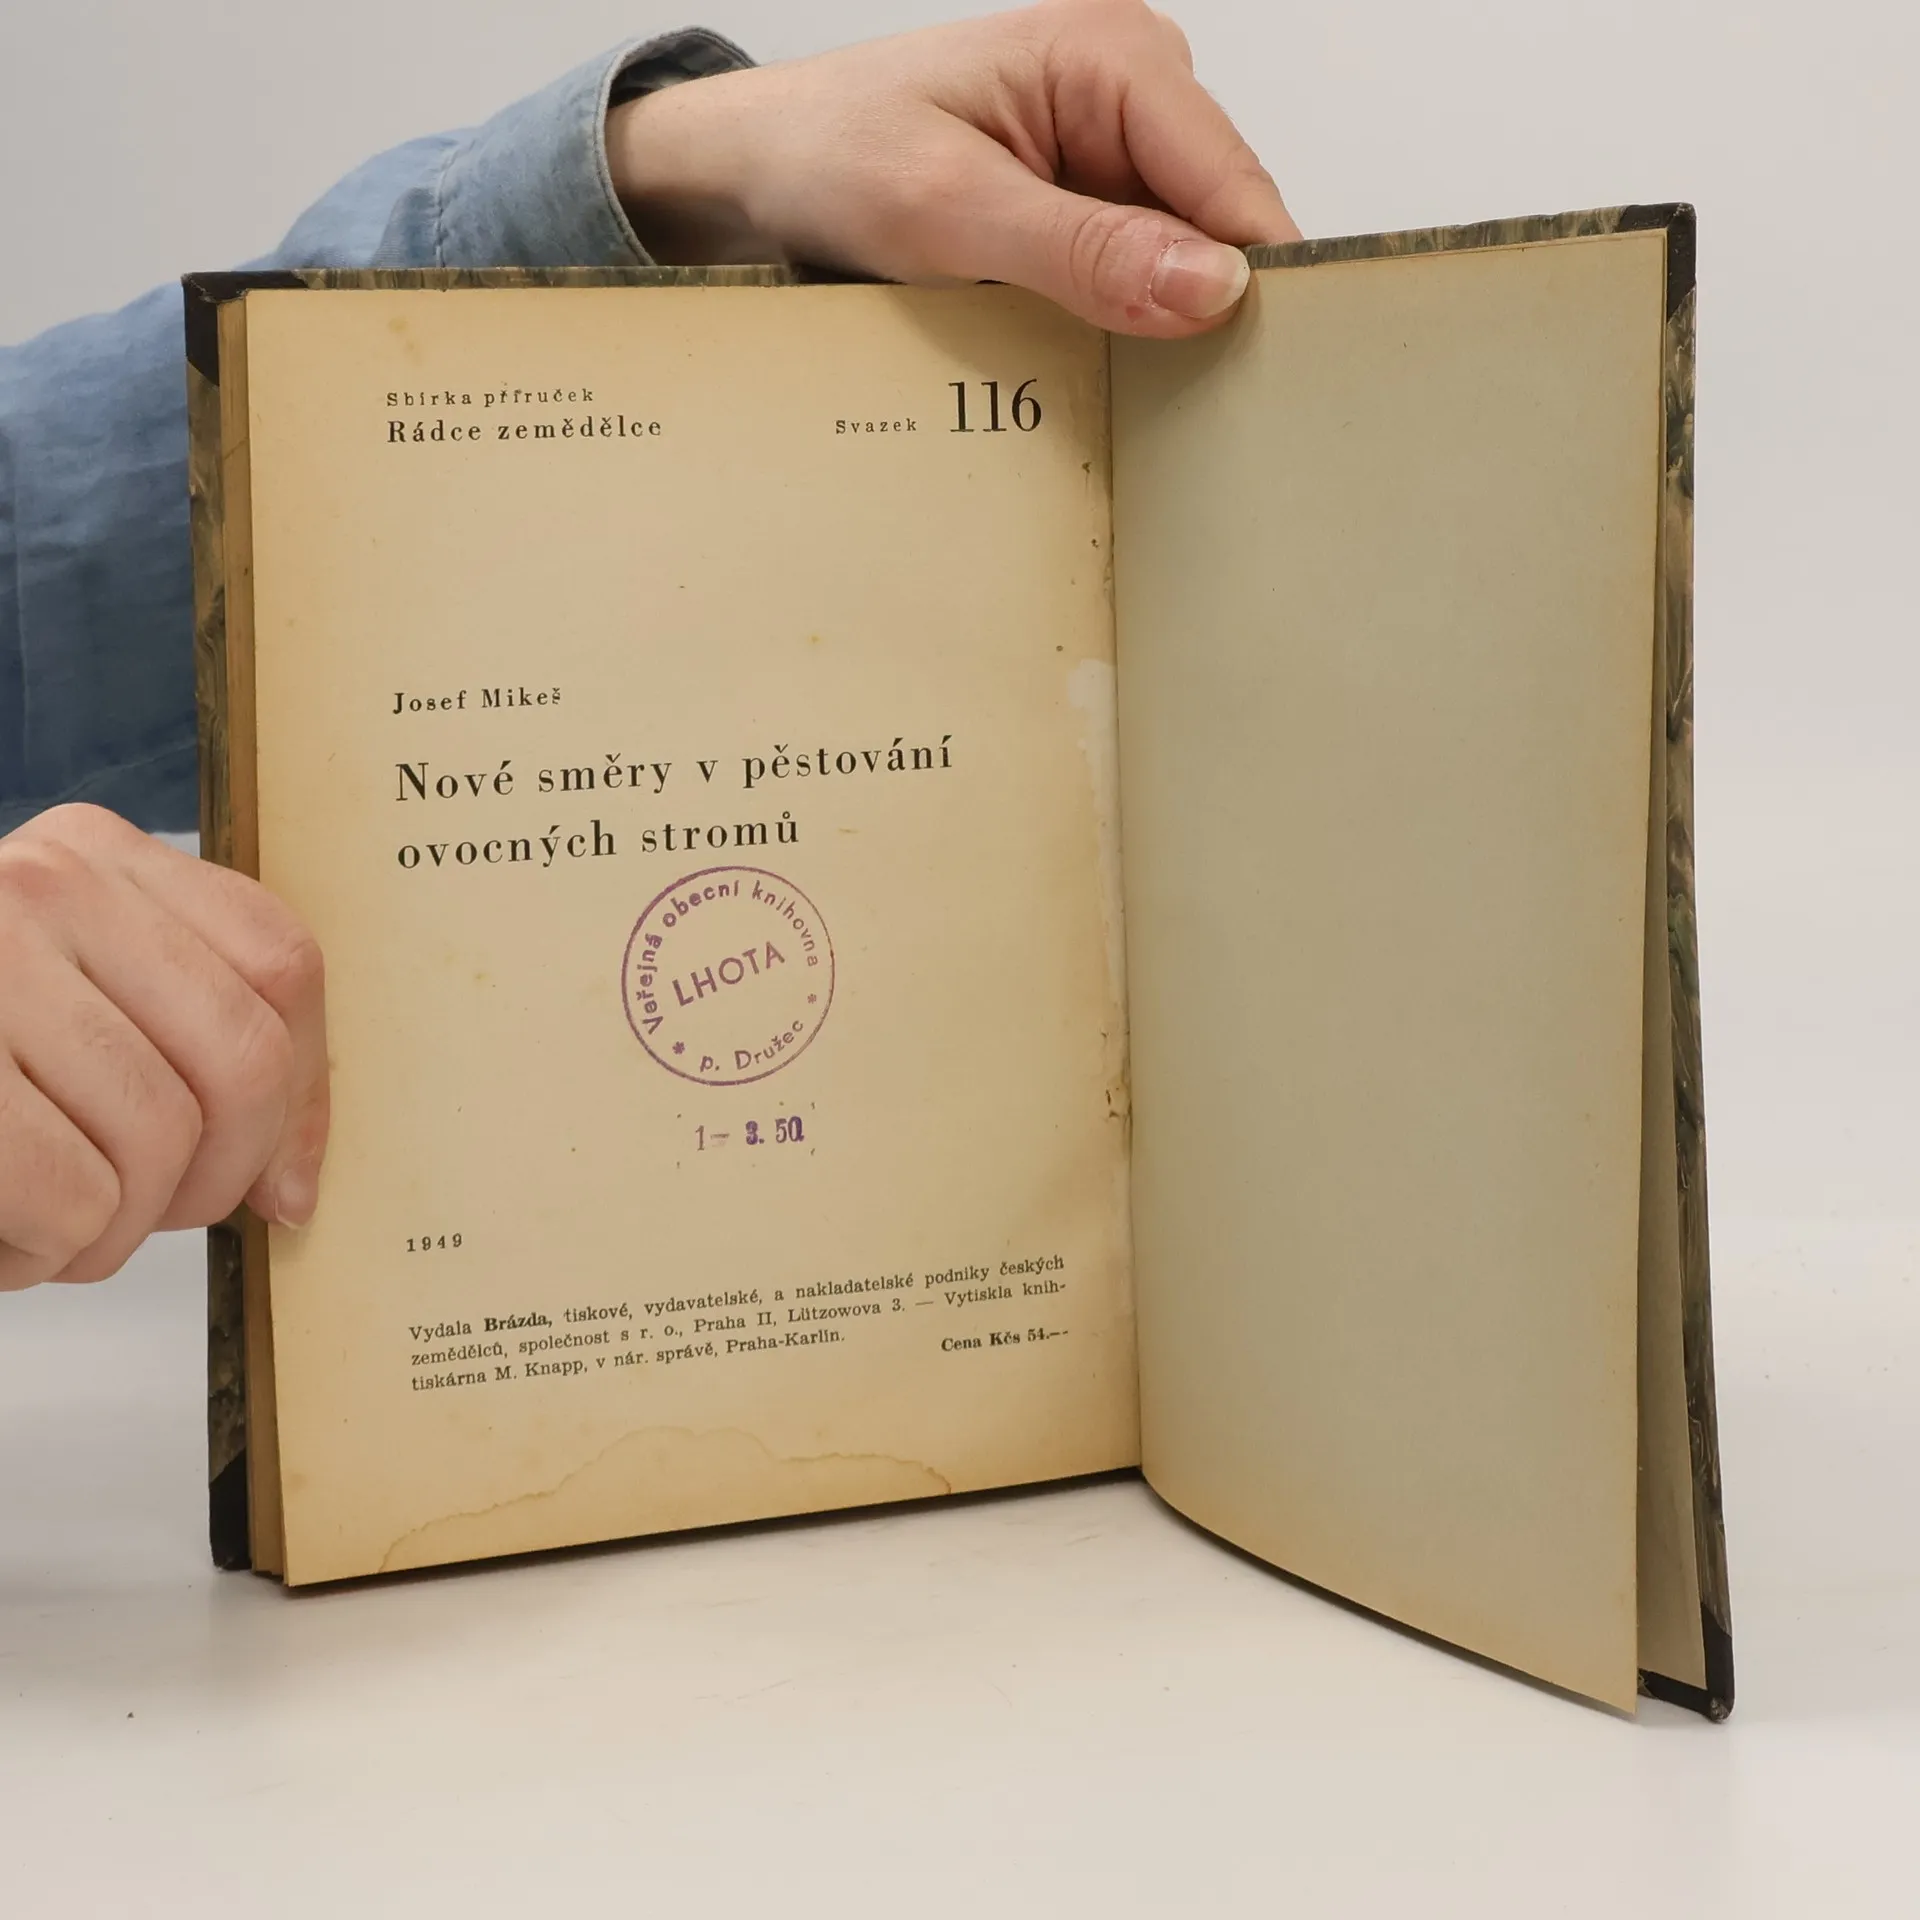 Sbírka příruček
Rádce zemědělce
Svazek 116
Josef Mikeš
Nové směry v pěstování
ovocných stromů
Veřejná obecní knihovna
LHOTA
* p. Družec *
1- 3. 50
1949
Vydala Brázda, tiskové, vydavatelské, a nakladatelské podniky českých
zemědělců, společnost s r. o., Praha II, Lützowova 3. — Vytiskla knih-
tiskárna M. Knapp, v nár. správě, Praha-Karlín.
Cena Kčs 54.--